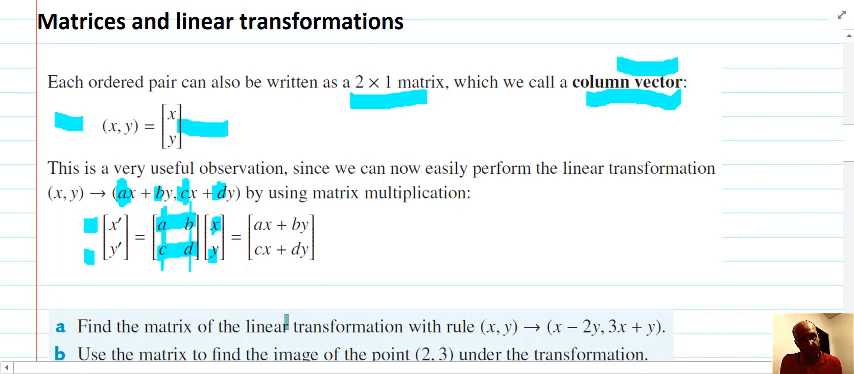 Matrices and linear transformations
Each ordered pair can also be written as a 2 × 1 matrix, which we call a column vector:
(x, y) = [x
y]
This is a very useful observation, since we can now easily perform the linear transformation
(x, y) → (ax + by, cx + dy) by using matrix multiplication:
[x′ = [a b [x = [ax + by
y′] c d] y] cx + dy]
a Find the matrix of the linear transformation with rule (x, y) → (x − 2y, 3x + y).
b Use the matrix to find the image of the point (2, 3) under the transformation.